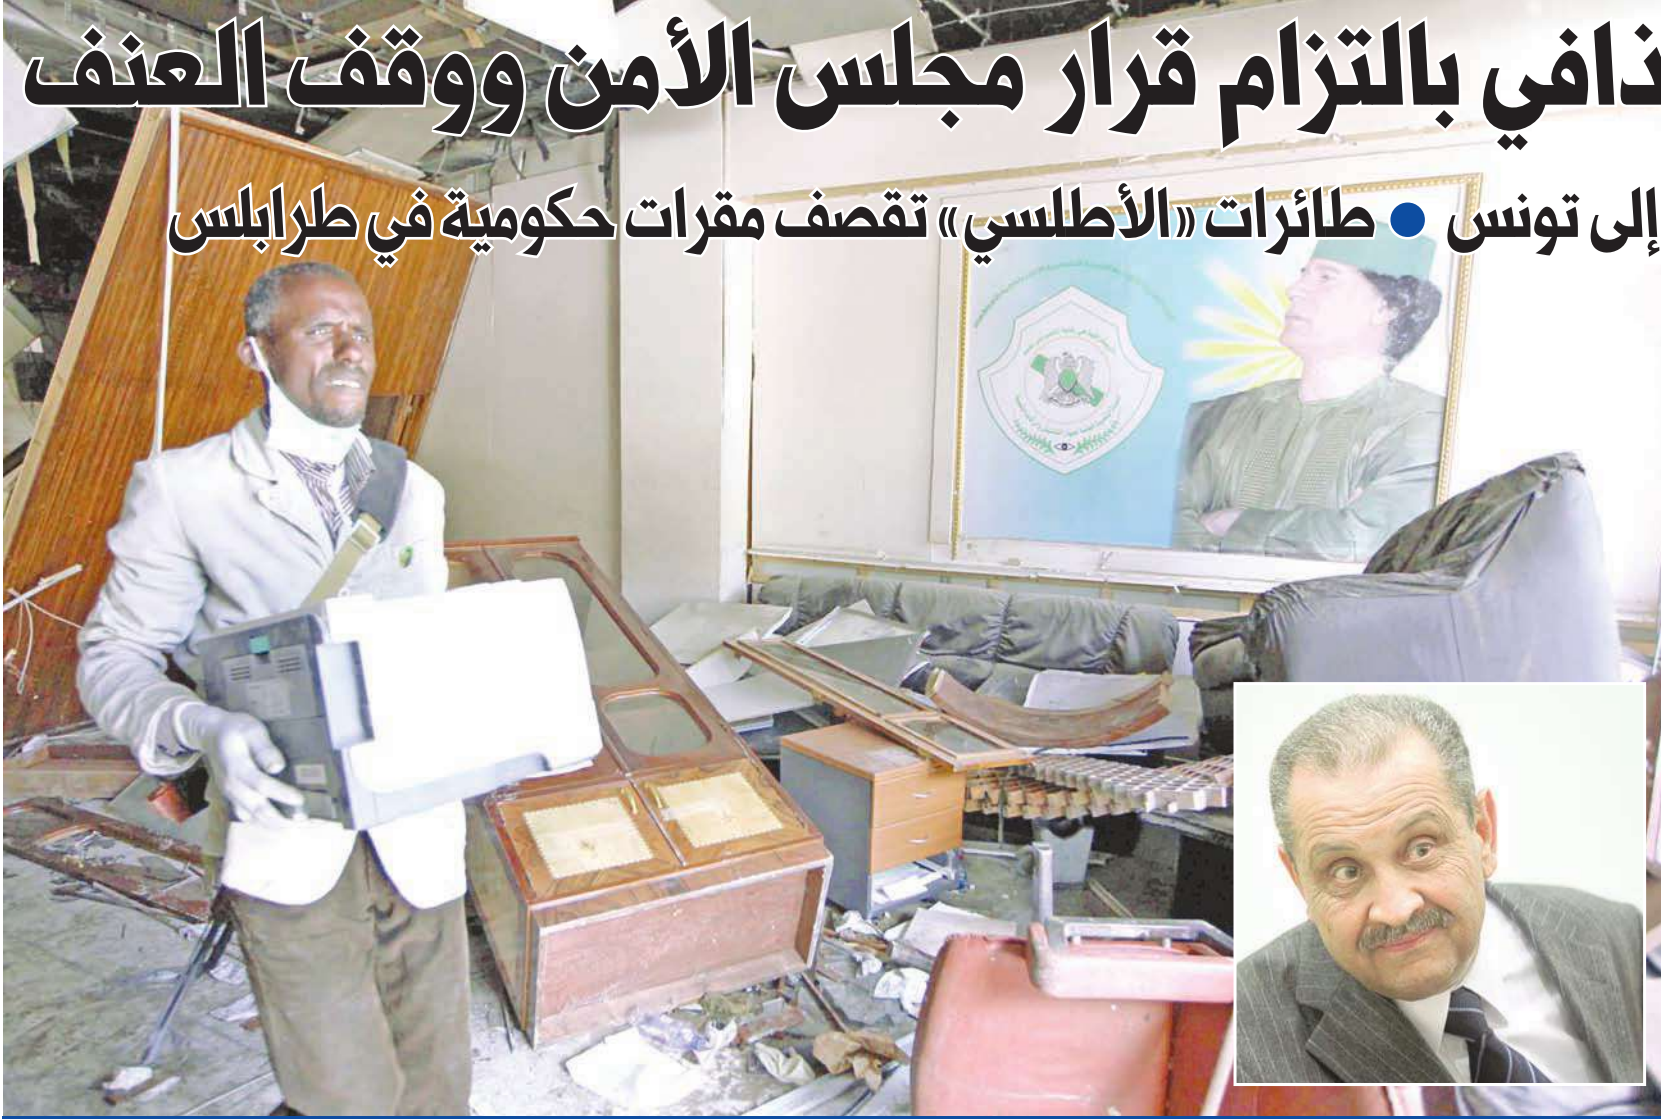 ذافي بالتزام قرار مجلس الأمن ووقف العنف
إلى تونس ● طائرات «الأطلسي» تقصف مقرات حكومية في طرابلس